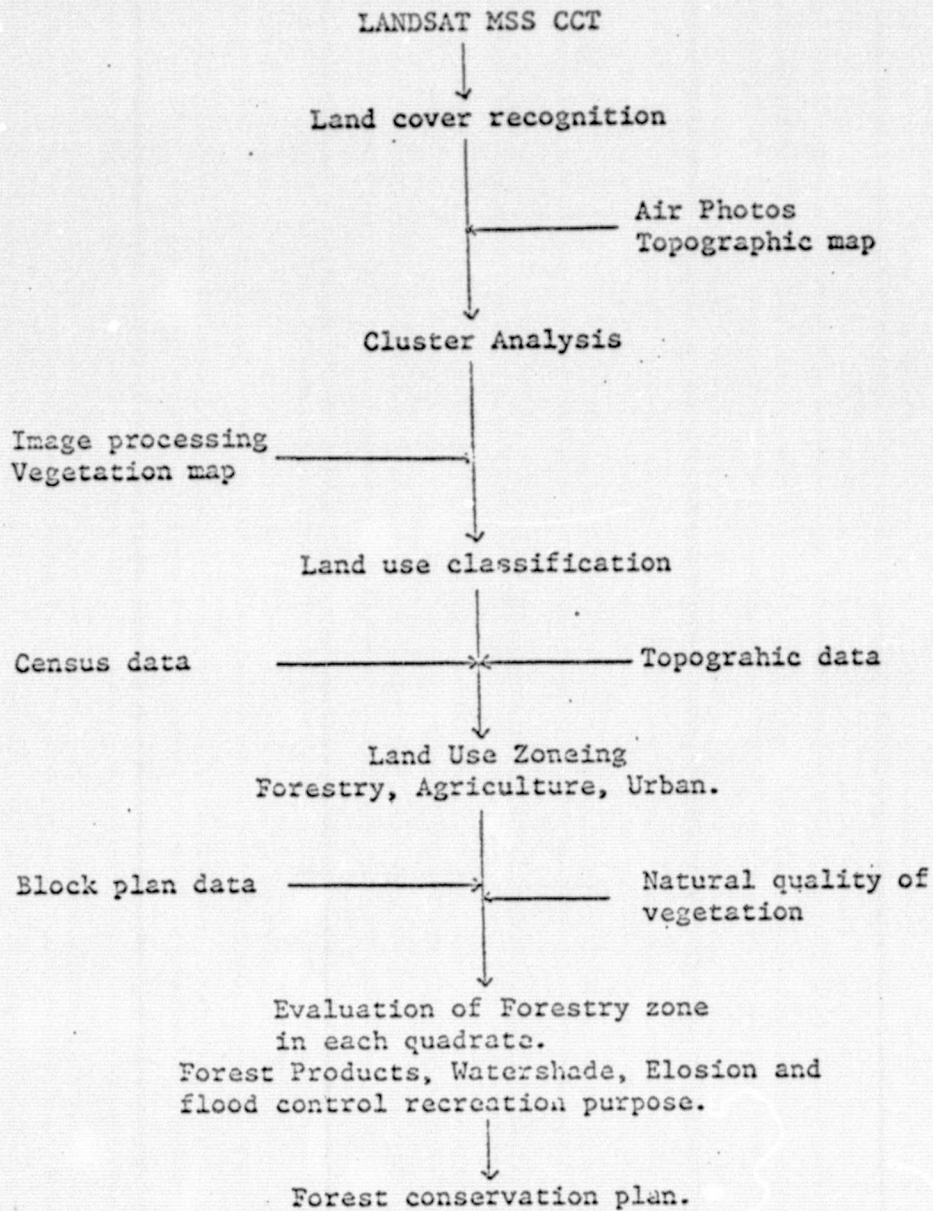 LANDSAT MSS CCT
Land cover recognition
Air Photos
Topographic map
Cluster Analysis
Image processing
Vegetation map
Land use classification
Census data
Topograhic data
Land Use Zoneing
Forestry, Agriculture, Urban.
Block plan data
Natural quality of
vegetation
Evaluation of Forestry zone
in each quadrate.
Forest Products, Watershade, Elosion and
flood control recreation purpose.
Forest conservation plan.